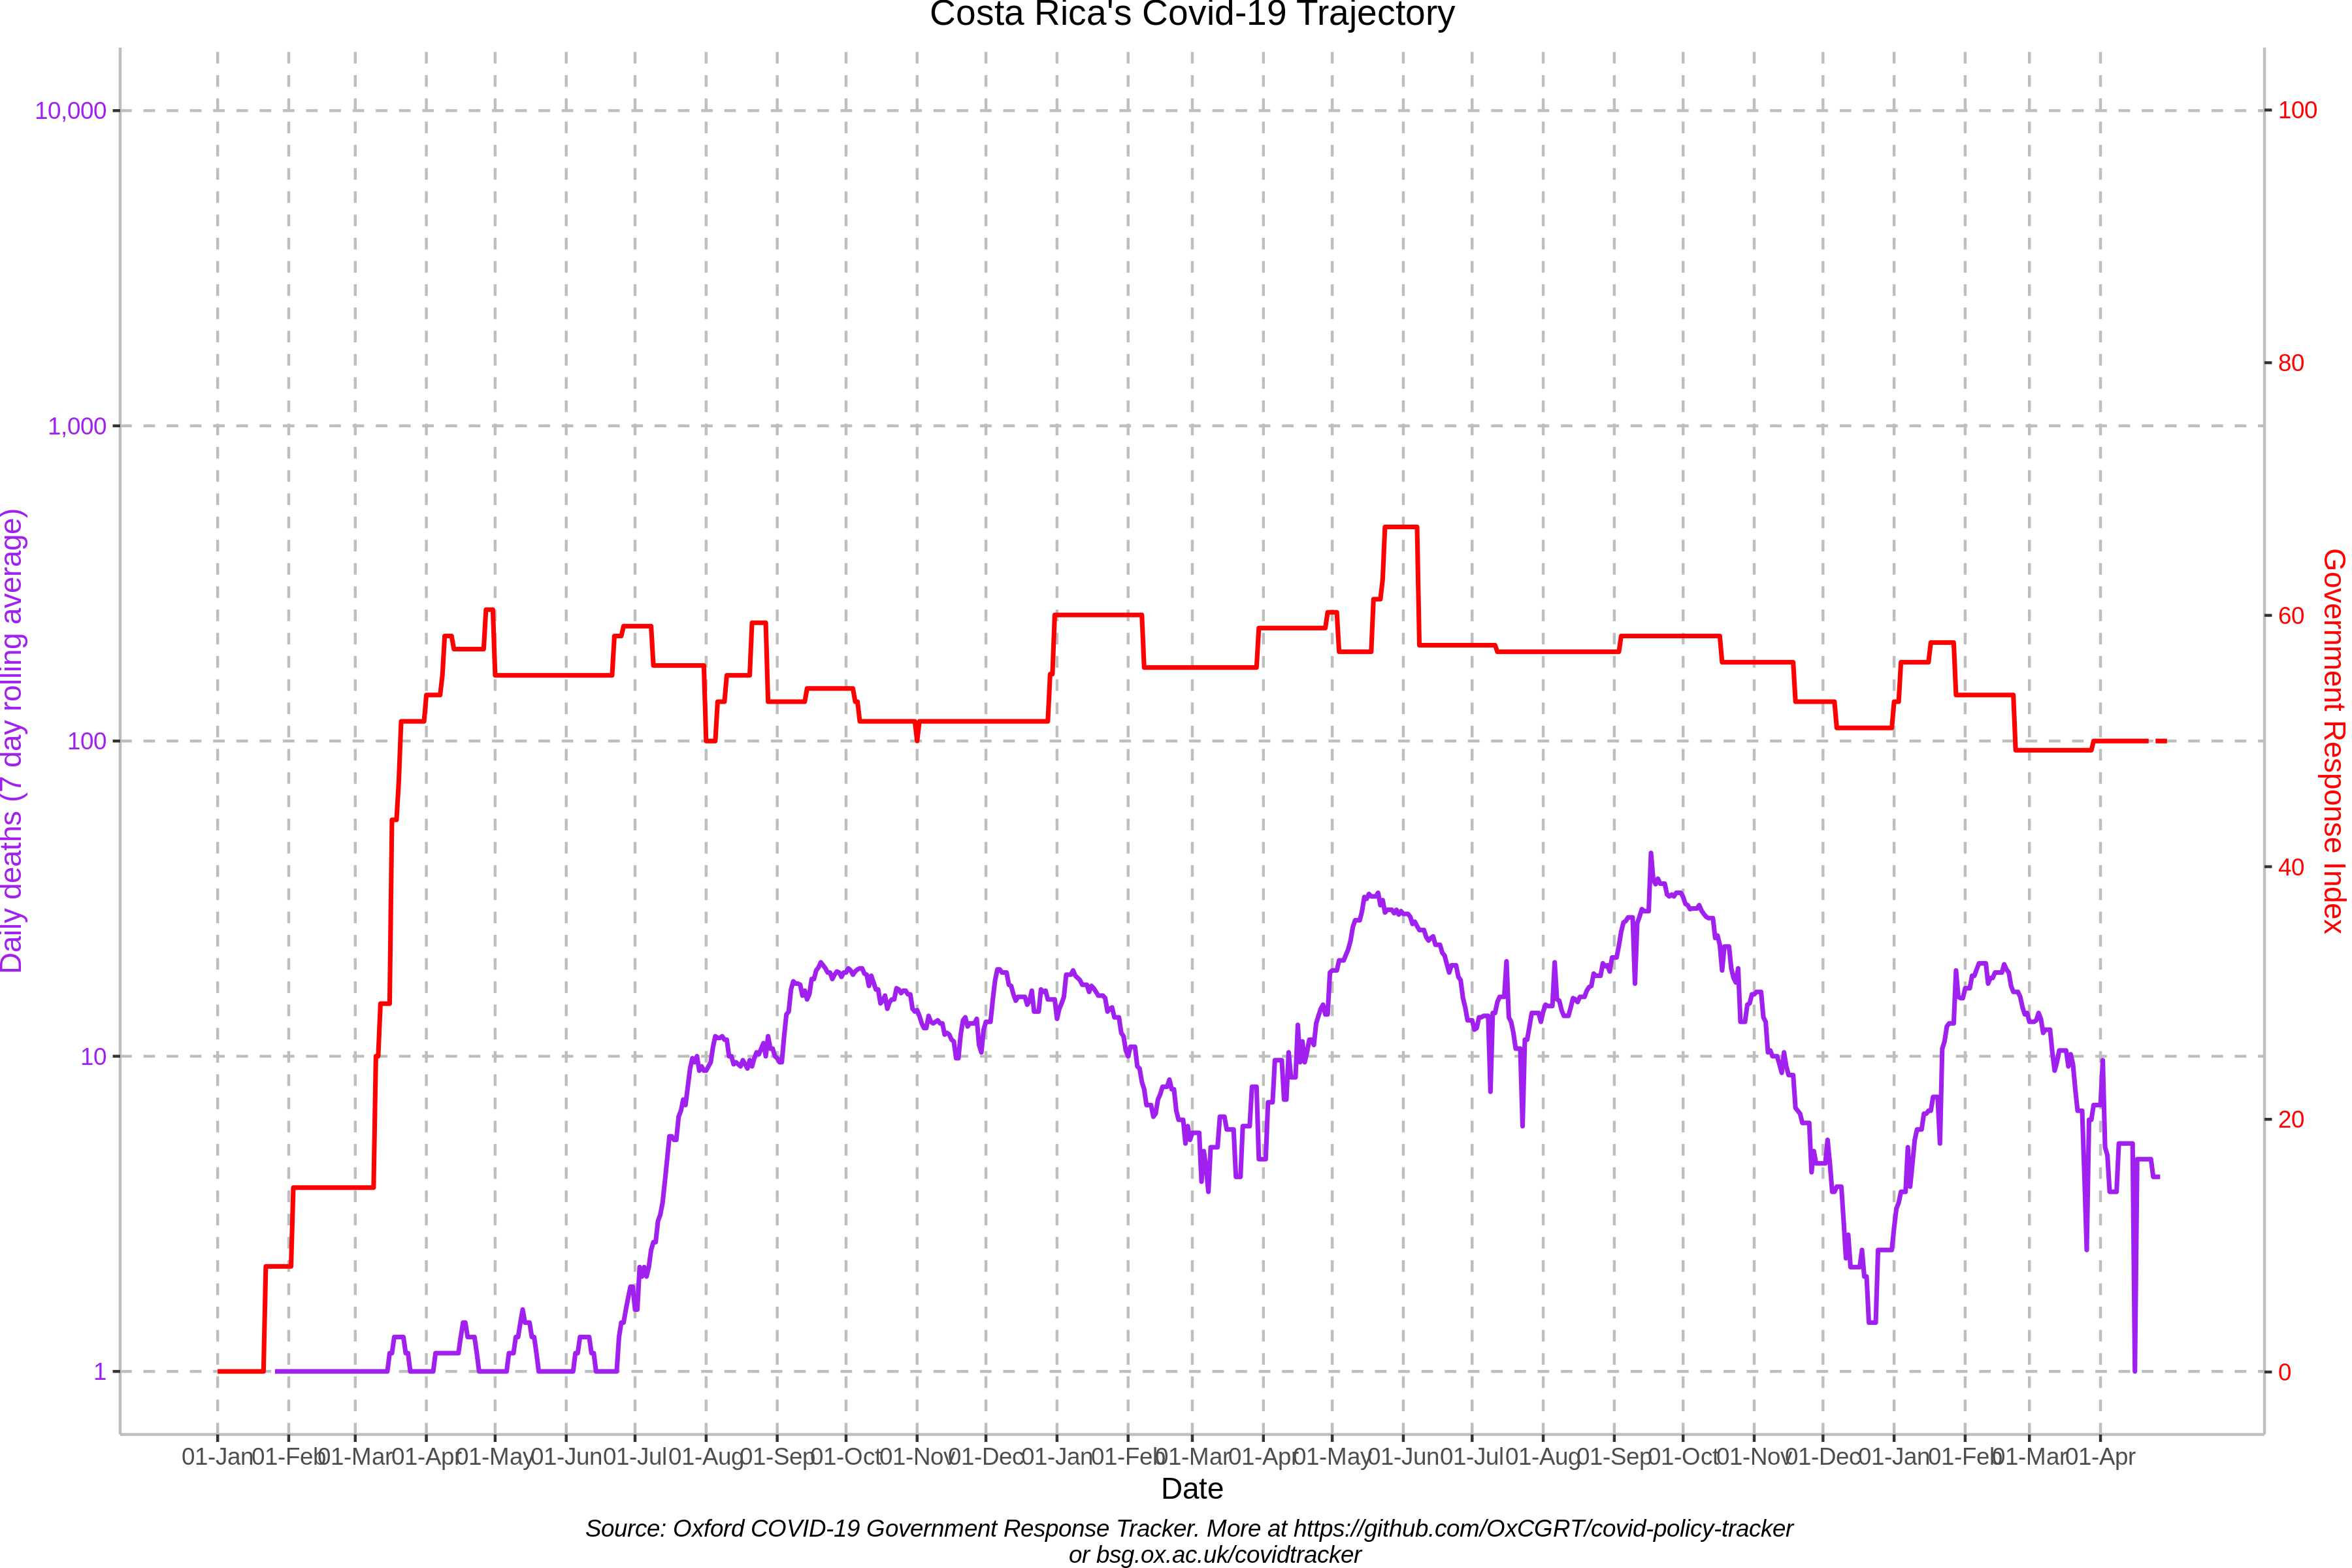 Costa Rica's Covid-19 Trajectory
Daily deaths (7 day rolling average)
10,000
1,000
100
10
1
100
80
60
40
20
0
Government Response Index
01-Jan 01-Feb 01-Mar 01-Apr 01-May 01-Jun 01-Jul 01-Aug 01-Sep 01-Oct 01-Nov 01-Dec 01-Jan 01-Feb 01-Mar 01-Apr 01-May 01-Jun 01-Jul 01-Aug 01-Sep 01-Oct 01-Nov 01-Dec 01-Jan 01-Feb 01-Mar 01-Apr
Date
Source: Oxford COVID-19 Government Response Tracker. More at https://github.com/OxCGRT/covid-policy-tracker
or bsg.ox.ac.uk/covidtracker